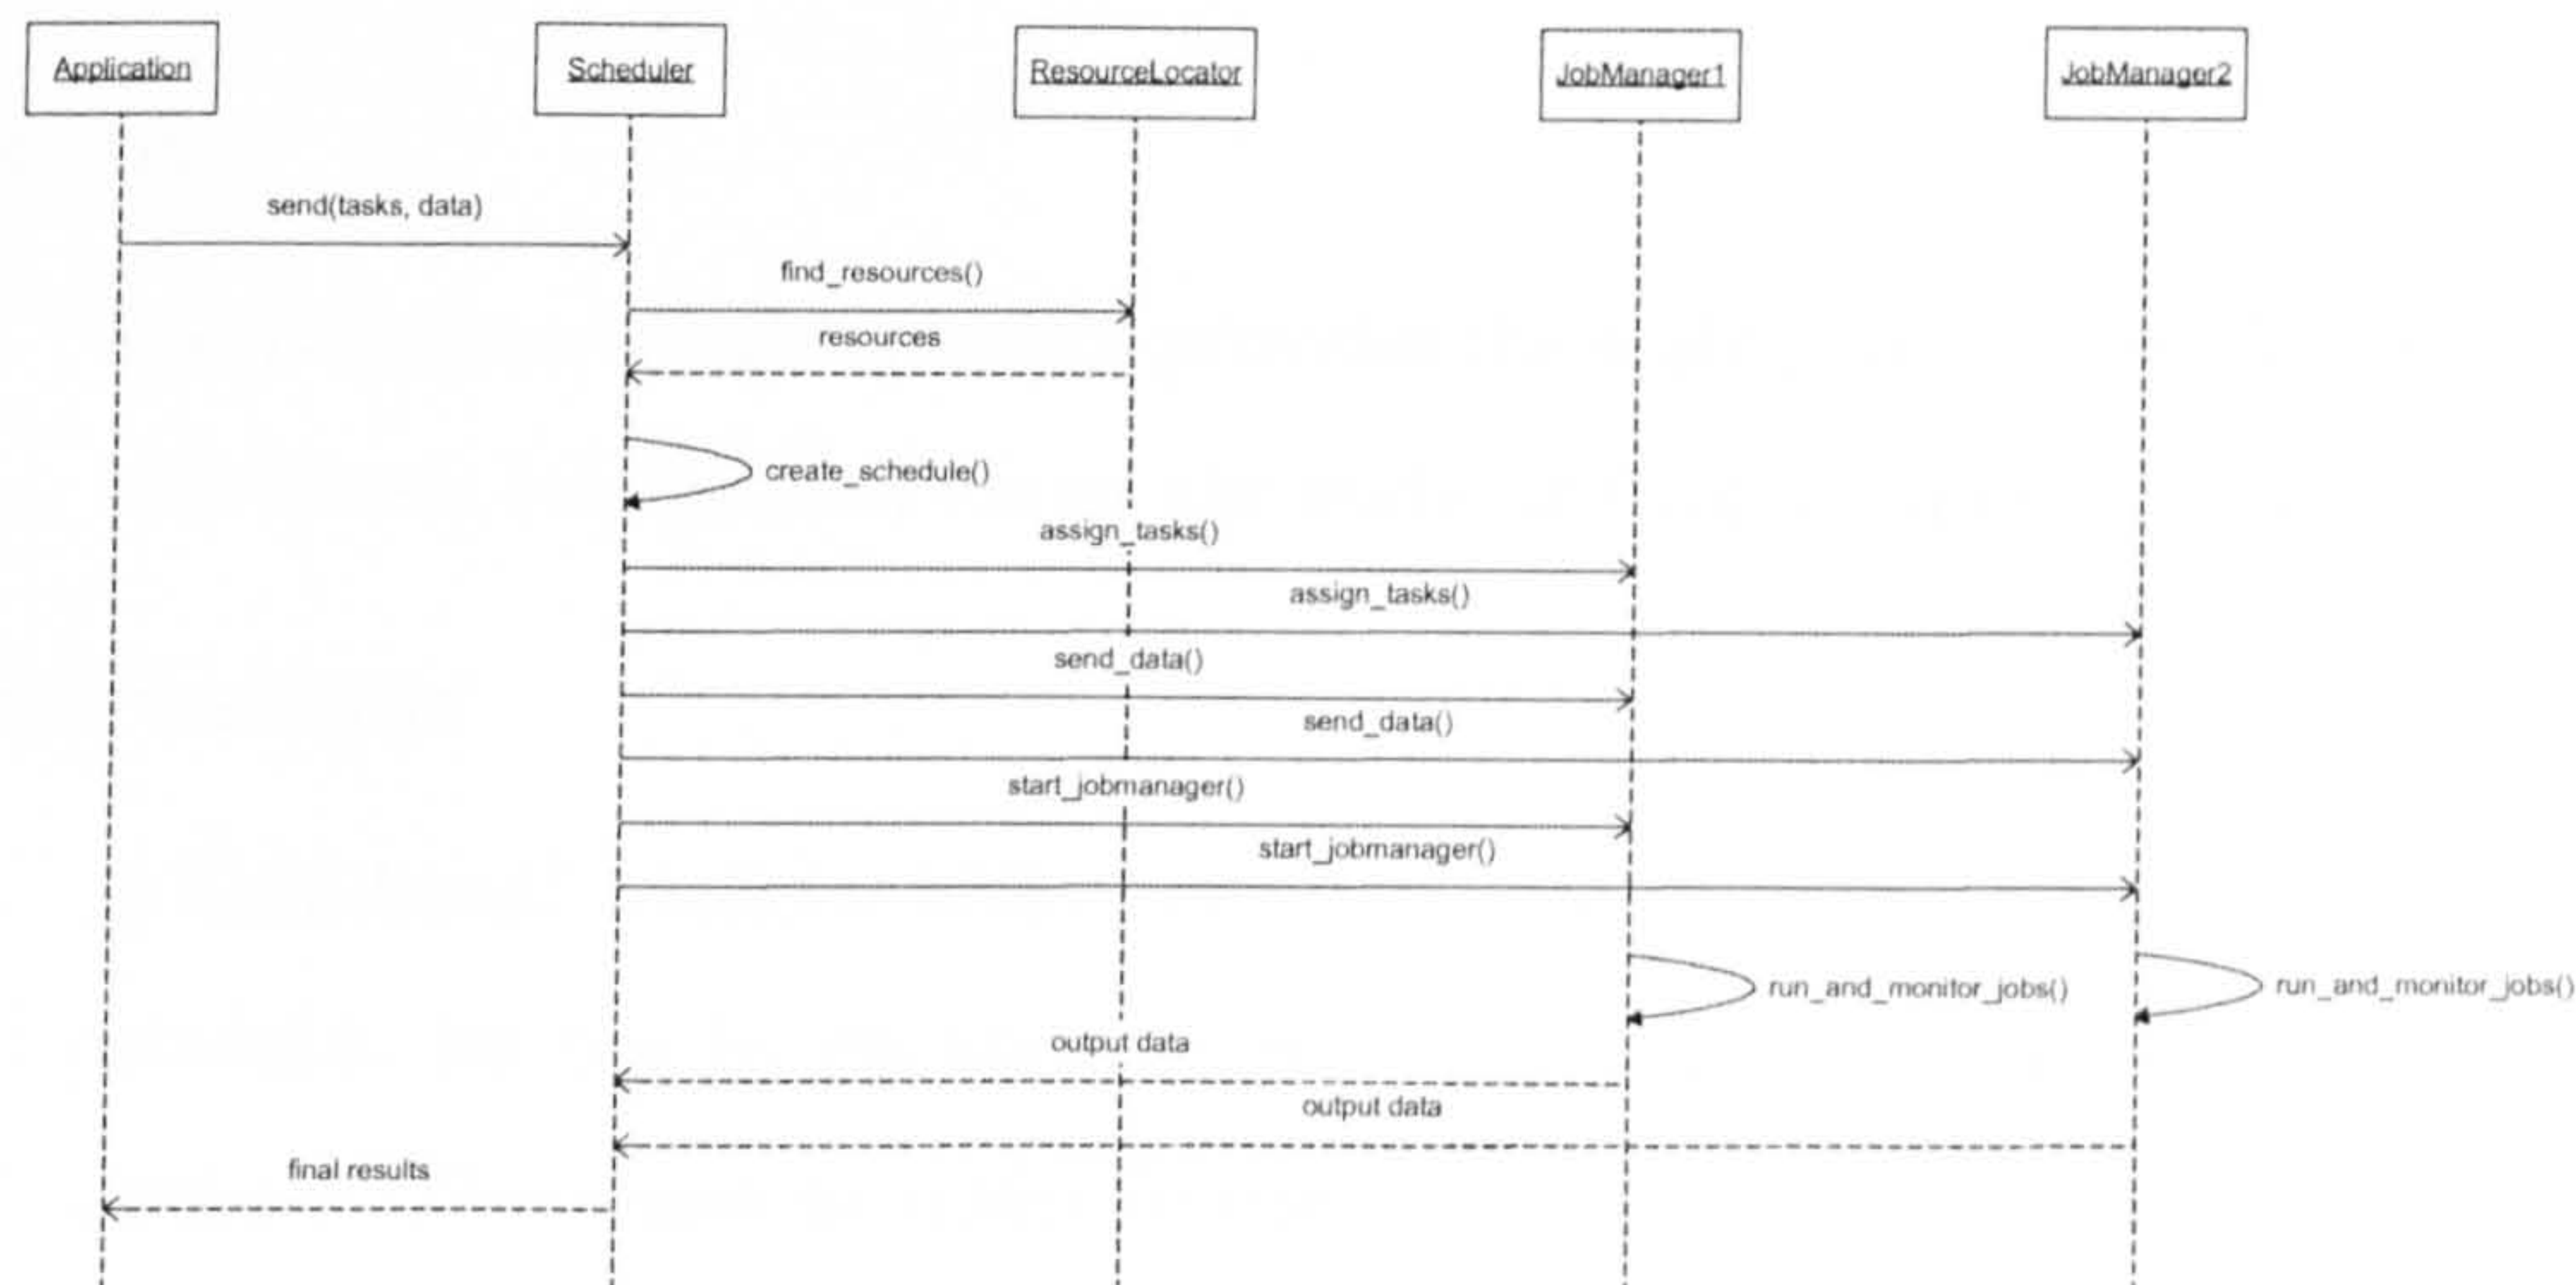 Application
Scheduler
ResourceLocator
JobManager1
JobManager2
send(tasks, data)
find_resources()
resources
create_schedule()
assign_tasks()
assign_tasks()
send_data()
send_data()
start_jobmanager()
start_jobmanager()
run_and_monitor_jobs()
run_and_monitor_jobs()
output data
output data
final results